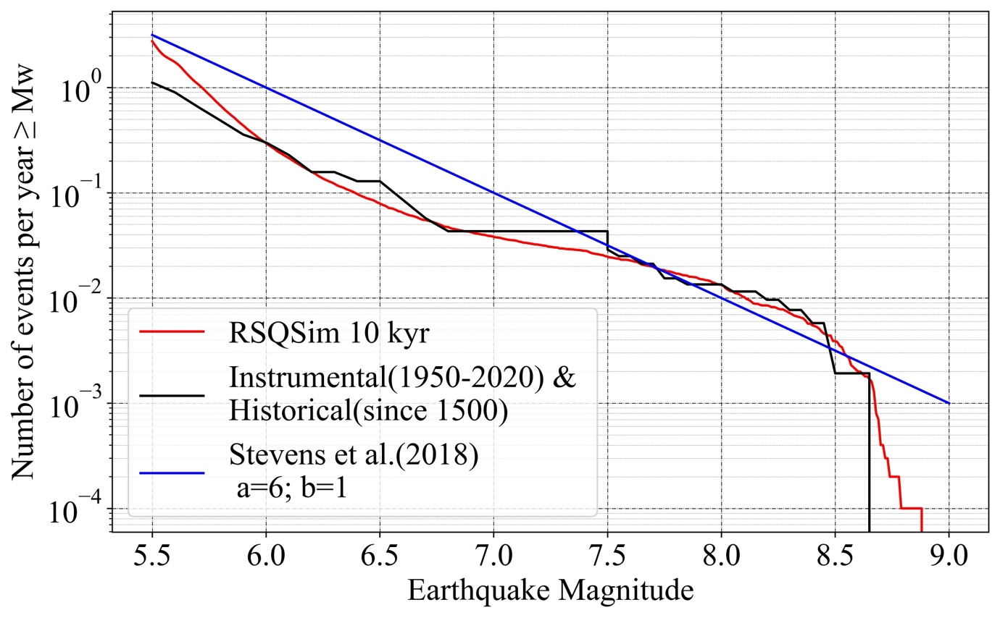 Number of events per year ≥ Mw
10⁰
10⁻¹
10⁻²
10⁻³
10⁻⁴
RSQSim 10 kyr
Instrumental(1950-2020) &
Historical(since 1500)
Stevens et al.(2018)
a=6; b=1
5.5 6.0 6.5 7.0 7.5 8.0 8.5 9.0
Earthquake Magnitude